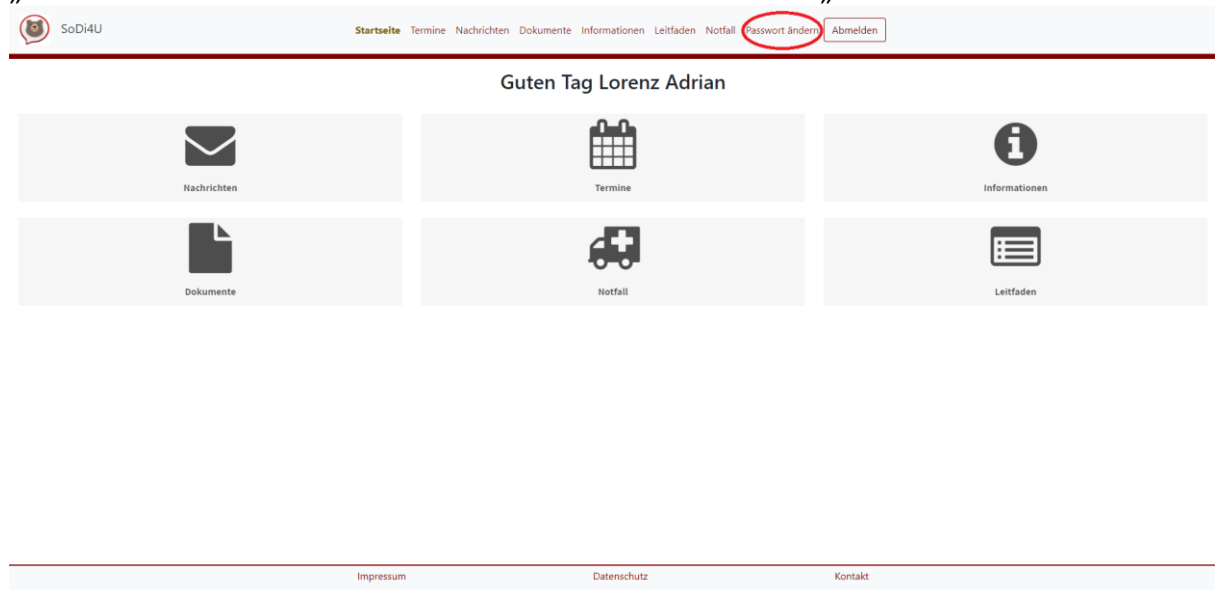 SoDi4U
Startseite Termine Nachrichten Dokumente Informationen Leitfaden Notfall Passwort ändern Abmelden
Guten Tag Lorenz Adrian
Nachrichten Termine Informationen
Dokumente Notfall Leitfaden
Impressum Datenschutz Kontakt